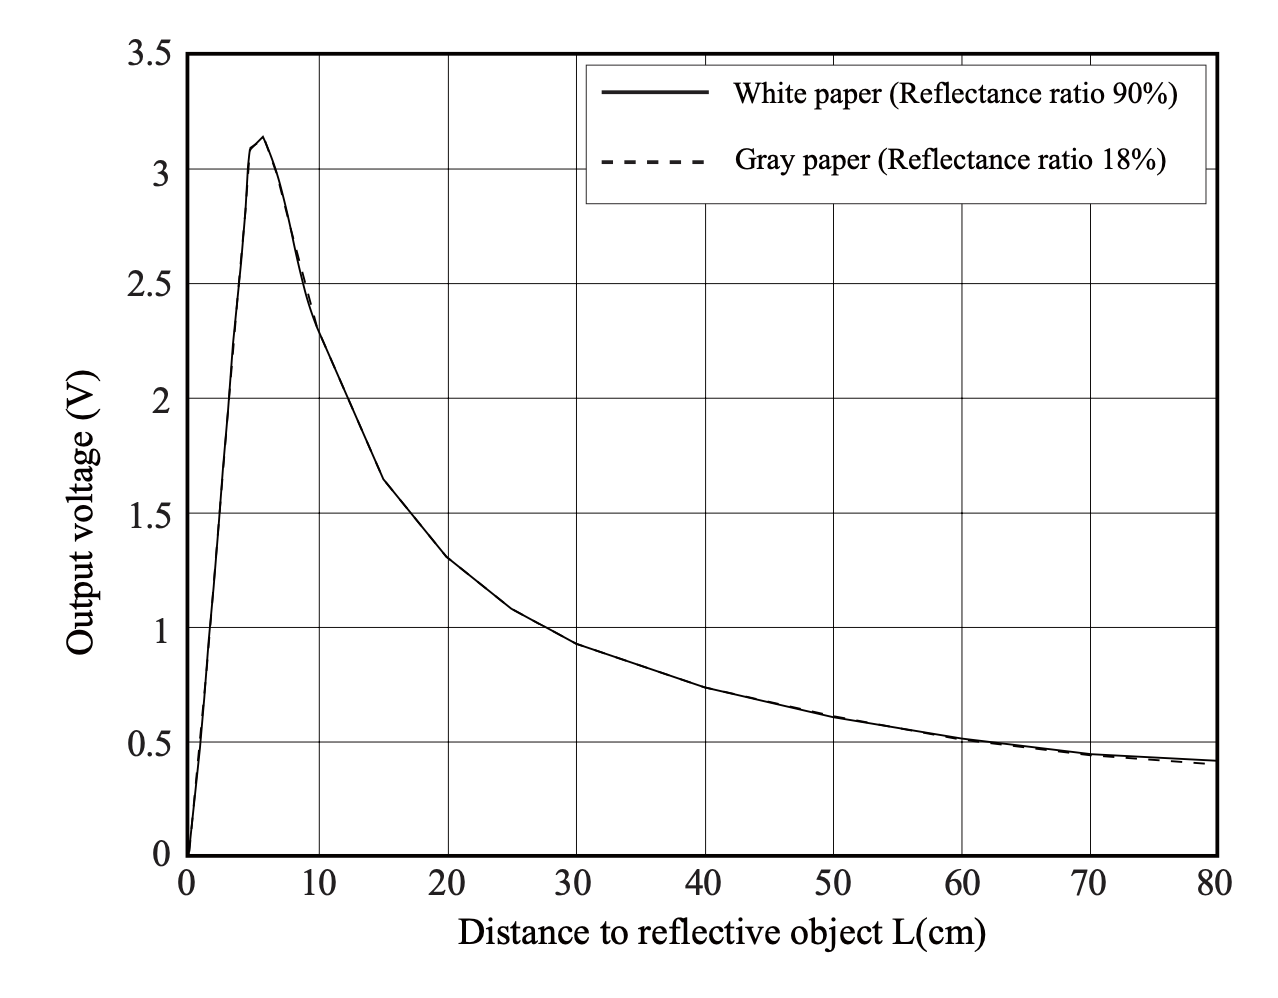 3.5
3
2.5
2
1.5
1
0.5
0
Output voltage (V)
White paper (Reflectance ratio 90%)
Gray paper (Reflectance ratio 18%)
0 10 20 30 40 50 60 70 80
Distance to reflective object L(cm)